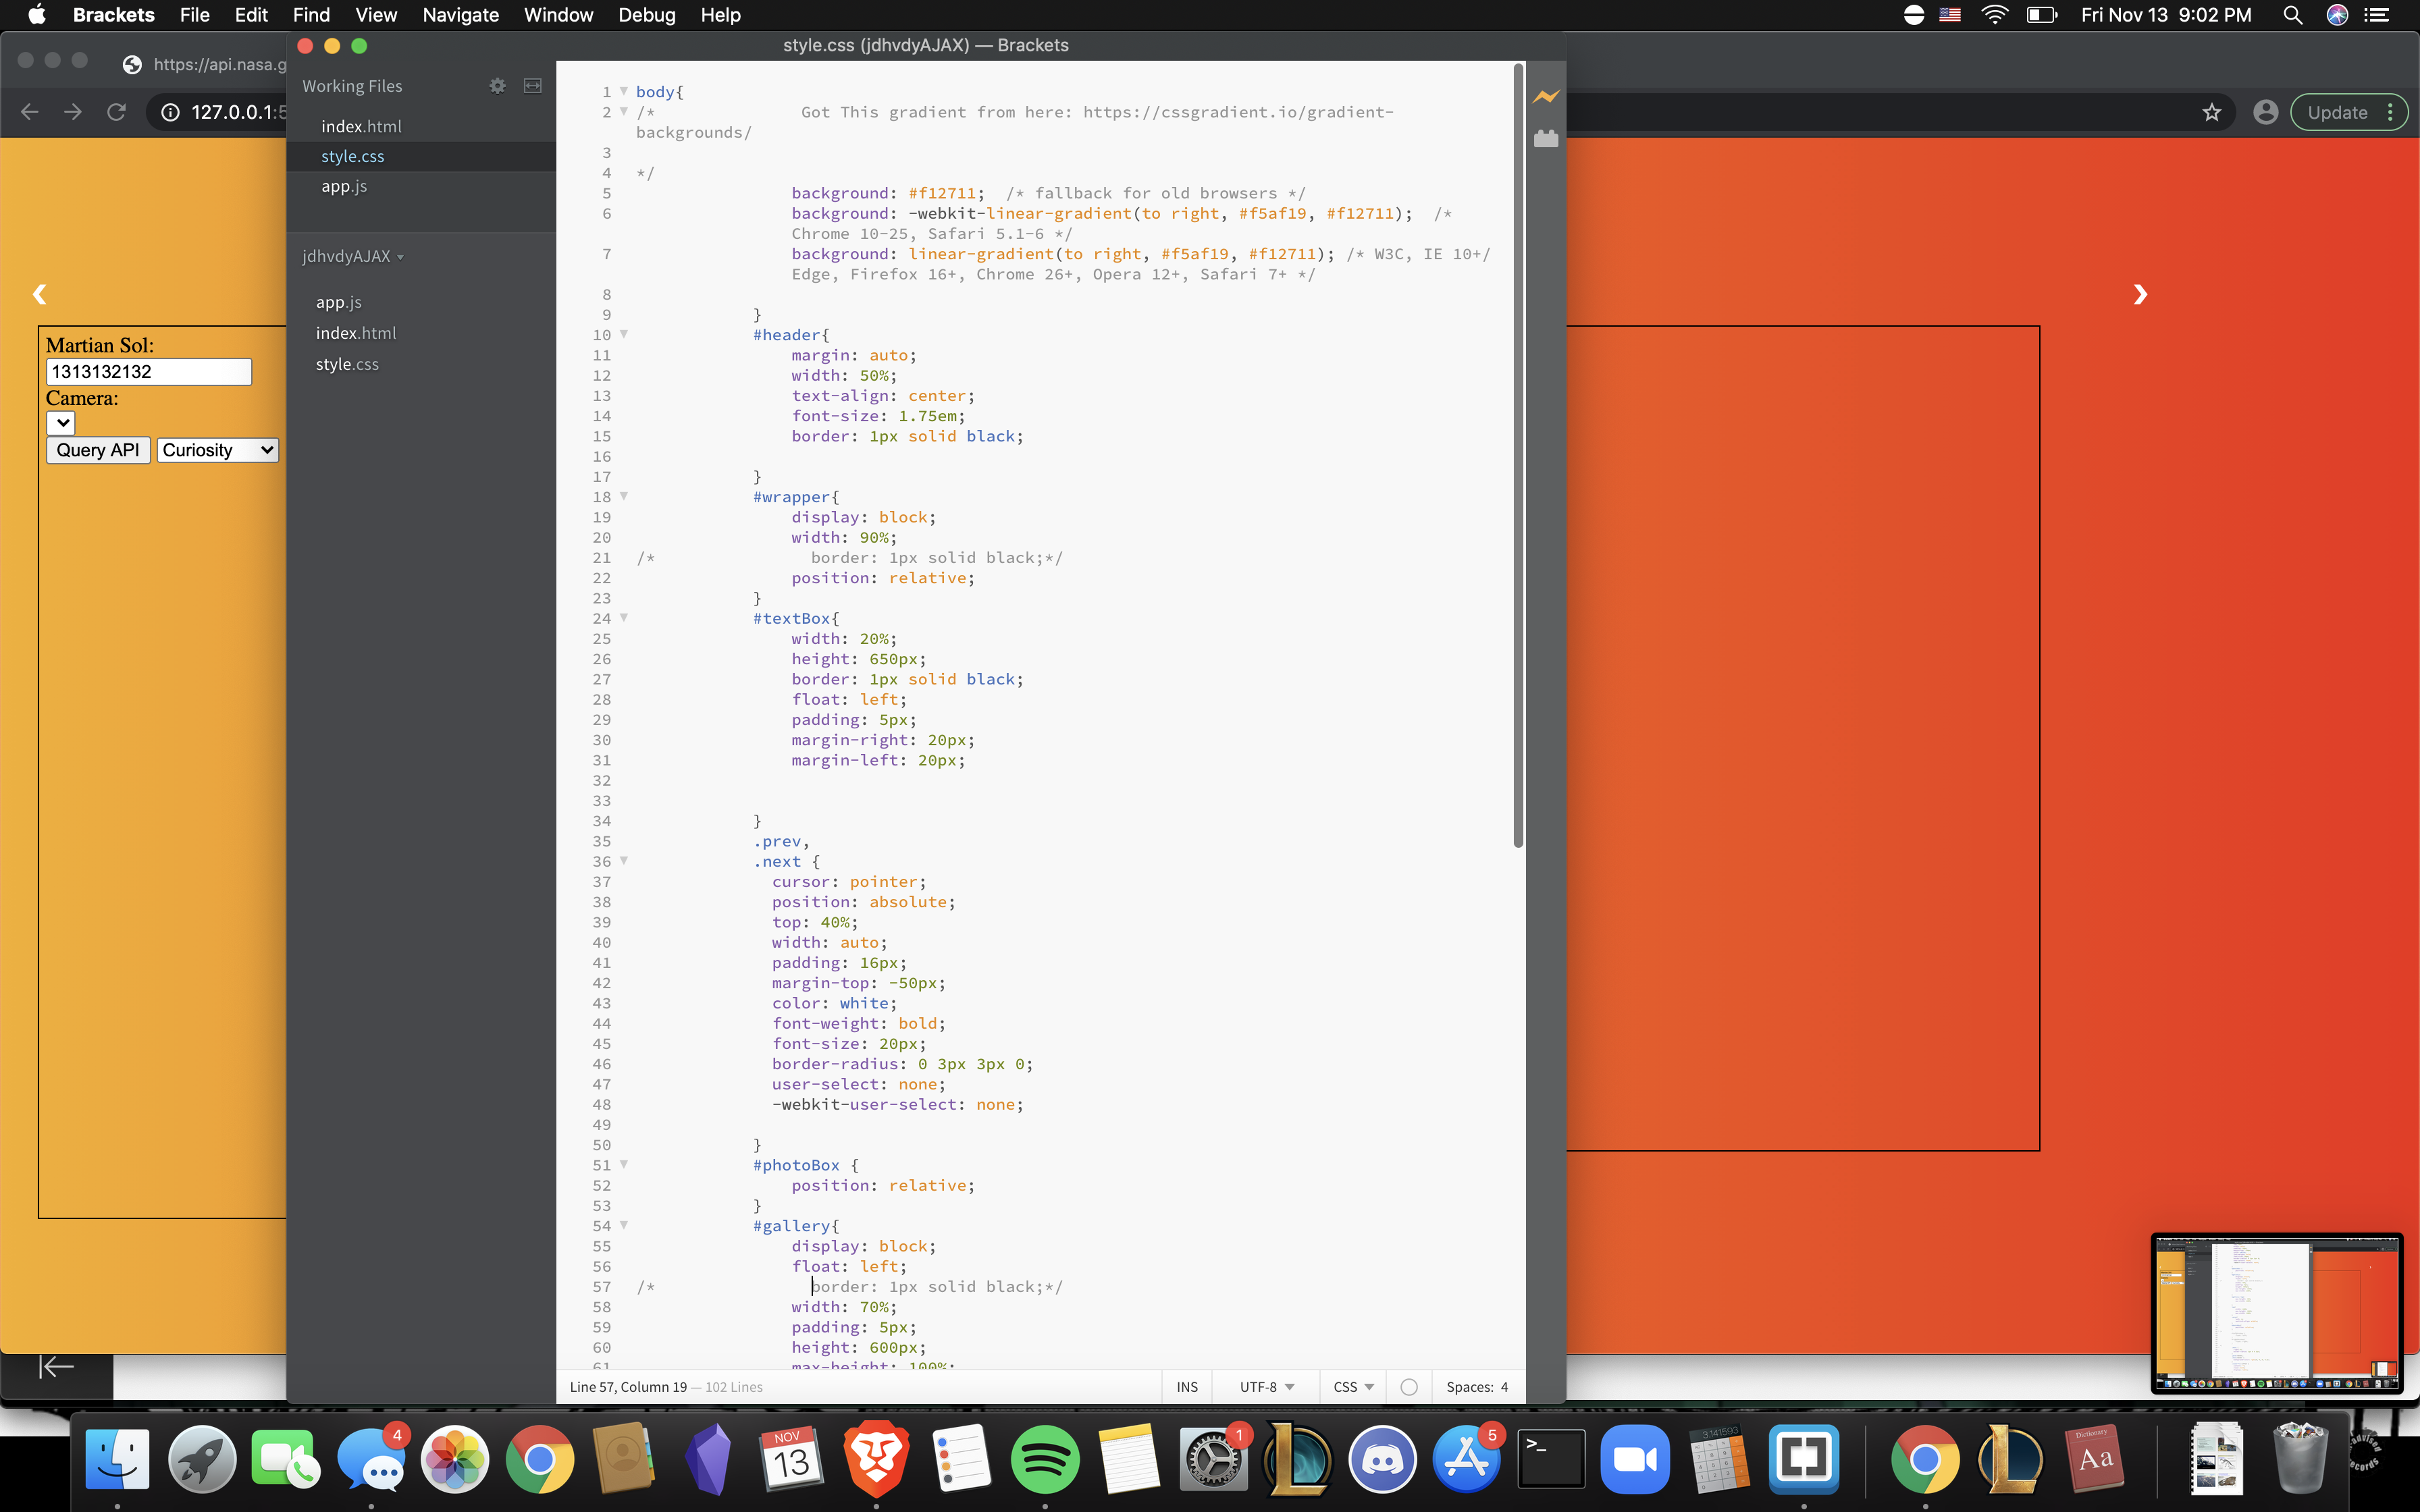 Brackets File Edit Find View Navigate Window Debug Help Fri Nov 13 9:02 PM
style.css (jdhvdyAJAX) — Brackets
https://api.nasa.g
127.0.0.1:5
Update
Working Files
index.html
style.css
app.js
jdhvdyAJAX
app.js
index.html
style.css
‹
›
Martian Sol:
1313132132
Camera:
Query API Curiosity
1 body{
2 /* Got This gradient from here: https://cssgradient.io/gradient-
backgrounds/
3
4 */
5 background: #f12711; /* fallback for old browsers */
6 background: -webkit-linear-gradient(to right, #f5af19, #f12711); /*
Chrome 10-25, Safari 5.1-6 */
7 background: linear-gradient(to right, #f5af19, #f12711); /* W3C, IE 10+/
Edge, Firefox 16+, Chrome 26+, Opera 12+, Safari 7+ */
8
9 }
10 #header{
11 margin: auto;
12 width: 50%;
13 text-align: center;
14 font-size: 1.75em;
15 border: 1px solid black;
16
17 }
18 #wrapper{
19 display: block;
20 width: 90%;
21 /* border: 1px solid black;*/
22 position: relative;
23 }
24 #textBox{
25 width: 20%;
26 height: 650px;
27 border: 1px solid black;
28 float: left;
29 padding: 5px;
30 margin-right: 20px;
31 margin-left: 20px;
32
33
34 }
35 .prev,
36 .next {
37 cursor: pointer;
38 position: absolute;
39 top: 40%;
40 width: auto;
41 padding: 16px;
42 margin-top: -50px;
43 color: white;
44 font-weight: bold;
45 font-size: 20px;
46 border-radius: 0 3px 3px 0;
47 user-select: none;
48 -webkit-user-select: none;
49
50 }
51 #photoBox {
52 position: relative;
53 }
54 #gallery{
55 display: block;
56 float: left;
57 /* border: 1px solid black;*/
58 width: 70%;
59 padding: 5px;
60 height: 600px;
61 max-height: 100%;
Line 57, Column 19 — 102 Lines INS UTF-8 CSS Spaces: 4
4
NOV
13
1
5
>_
3.141593
Dictionary
Aa